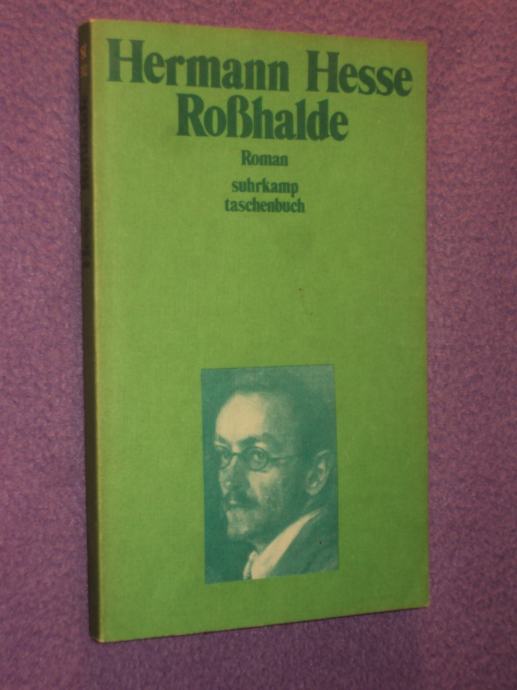 Hermann Hesse
Roßhalde
Roman
suhrkamp
taschenbuch